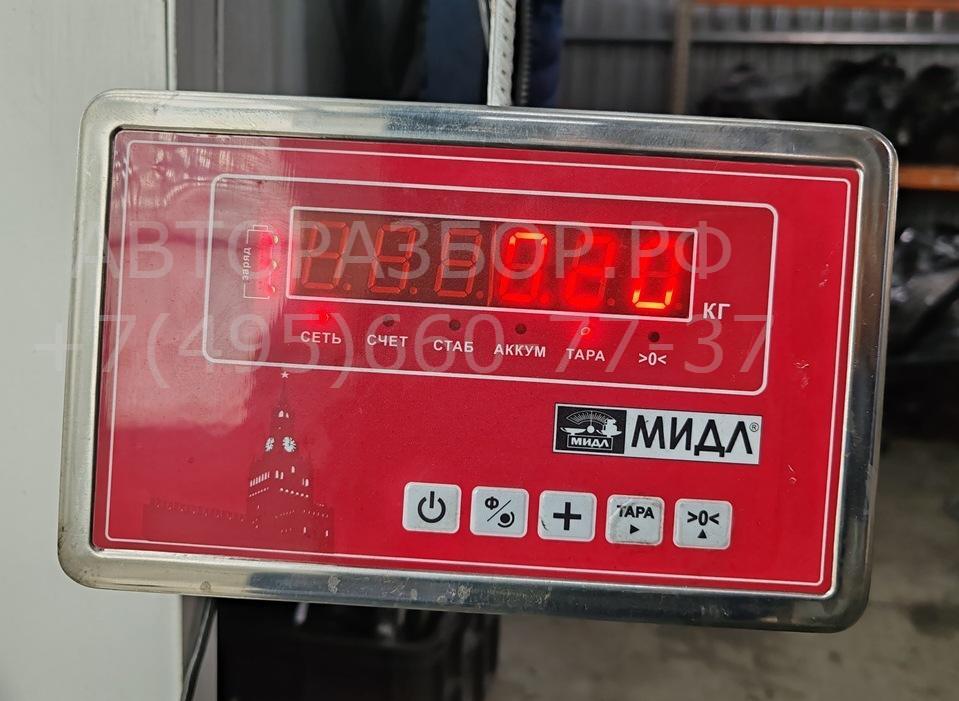 АВТОРАЗБОР.РФ
+7(495)660-77-37
заряд
КГ
СЕТЬ СЧЕТ СТАБ АККУМ ТАРА >0<
МИДЛ МИДЛ®
Ф ТАРА >0<